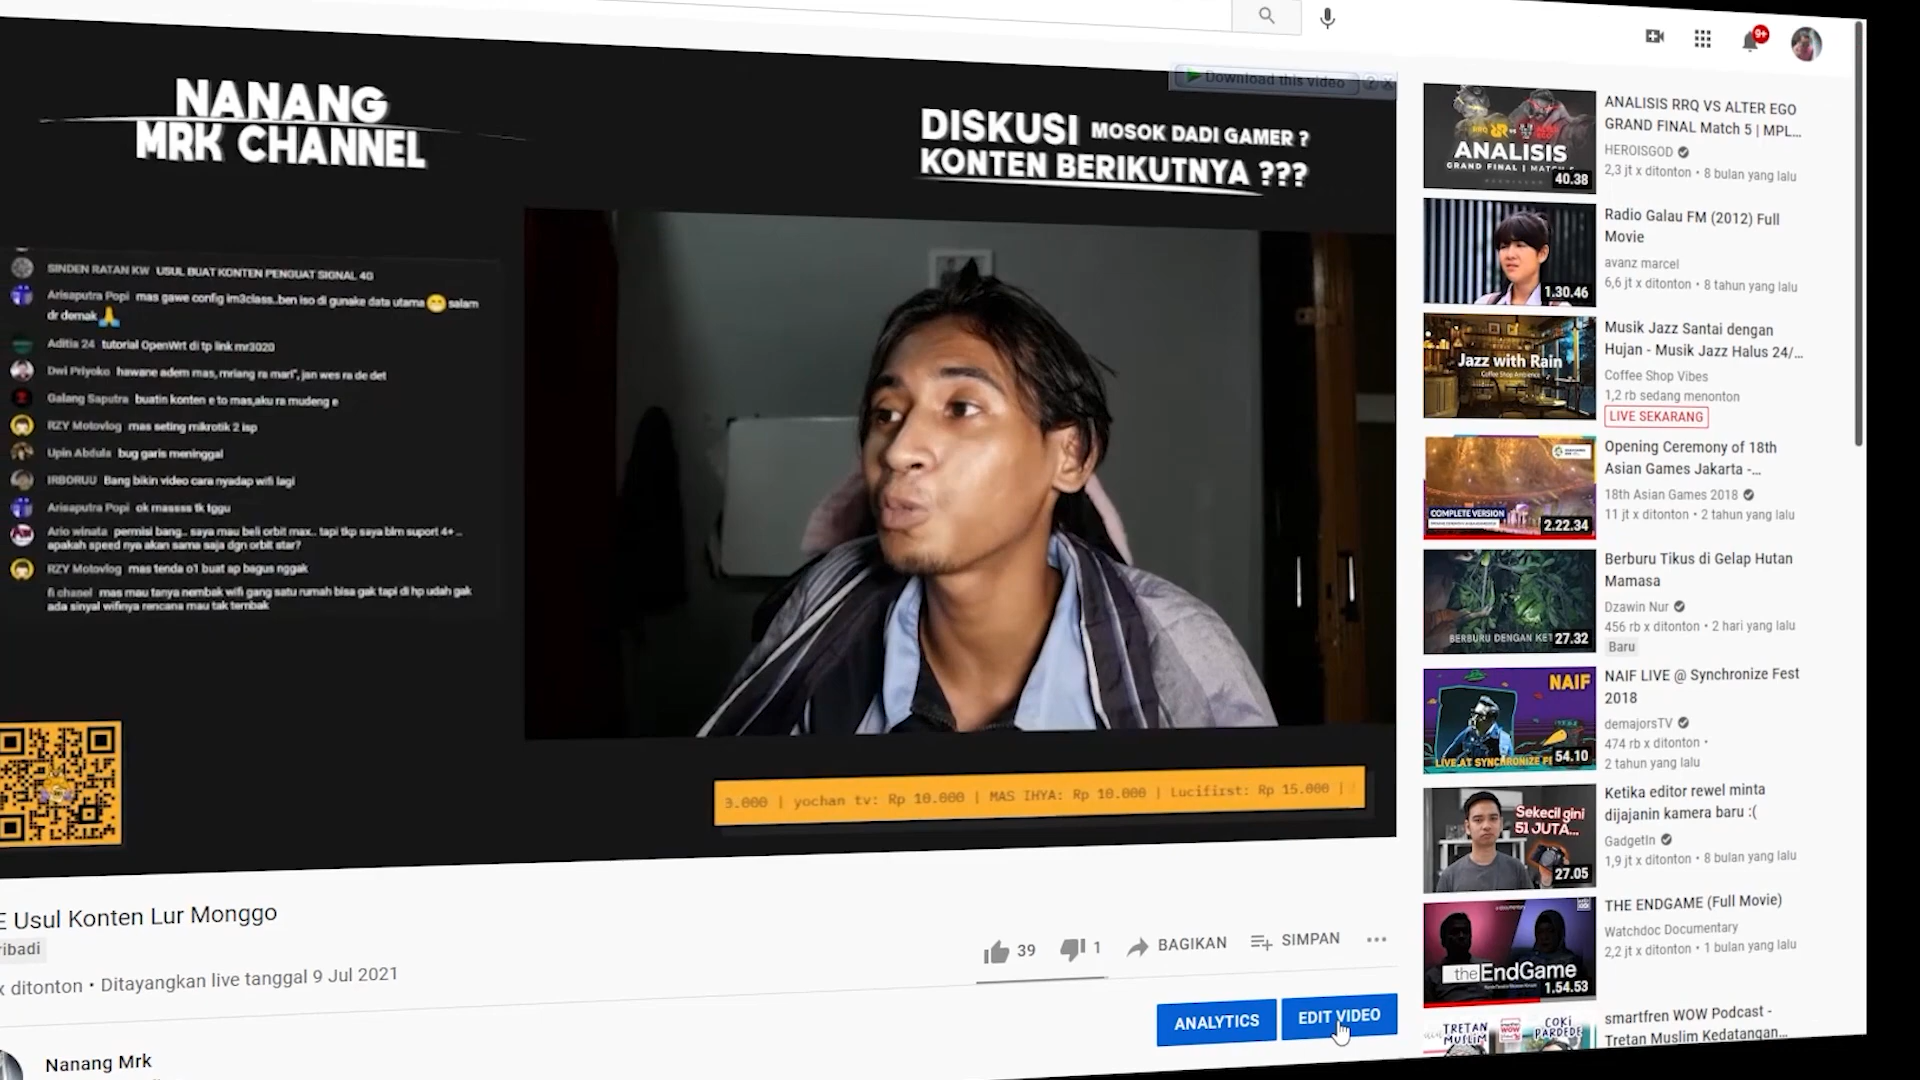 9+
NANANG
MRK CHANNEL
DISKUSI MOSOK DADI GAMER ?
KONTEN BERIKUTNYA ???
Download this video
SINDEN RATAN KW USUL BUAT KONTEN PENGUAT SIGNAL 4G
Arisaputra Popi mas gawe config im3class..ben iso di gunake data utama 😁 salam
dr demak 🙏
Aditia 24 tutorial OpenWrt di tp link mr3020
Dwi Priyoko hawane adem mas, mriang ra mari", jan wes ra de det
Galang Saputra buatin konten e to mas,aku ra mudeng e
RZY Motovlog mas seting mikrotik 2 isp
Upin Abdula bug garis meninggal
IRBORUU Bang bikin video cara nyadap wifi lagi
Arisaputra Popi ok massss tk tggu
Ario winata permisi bang.. saya mau beli orbit max.. tapi tkp saya blm suport 4+ ..
apakah speed nya akan sama saja dgn orbit star?
RZY Motovlog mas tenda o1 buat ap bagus nggak
fi chanel mas mau tanya nembak wifi gang satu rumah bisa gak tapi di hp udah gak
ada sinyal wifinya rencana mau tak tembak
3.000 | yochan tv: Rp 10.000 | MAS IHYA: Rp 10.000 | Lucifirst: Rp 15.000 |
E Usul Konten Lur Monggo
ribadi
x ditonton • Ditayangkan live tanggal 9 Jul 2021
39
1
BAGIKAN
SIMPAN
ANALYTICS
EDIT VIDEO
Nanang Mrk
RRQ
VS
ANALISIS
GRAND FINAL | MATCH 5
40.38
ANALISIS RRQ VS ALTER EGO
GRAND FINAL Match 5 | MPL...
HEROISGOD
2,3 jt x ditonton • 8 bulan yang lalu
1.30.46
Radio Galau FM (2012) Full
Movie
avanz marcel
6,6 jt x ditonton • 8 tahun yang lalu
Jazz with Rain
Coffee Shop Ambience
Musik Jazz Santai dengan
Hujan - Musik Jazz Halus 24/...
Coffee Shop Vibes
1,2 rb sedang menonton
LIVE SEKARANG
COMPLETE VERSION
2.22.34
Opening Ceremony of 18th
Asian Games Jakarta -...
18th Asian Games 2018
11 jt x ditonton • 2 tahun yang lalu
BERBURU DENGAN KET
27.32
Berburu Tikus di Gelap Hutan
Mamasa
Dzawin Nur
456 rb x ditonton • 2 hari yang lalu
Baru
NAIF
LIVE AT SYNCHRONIZE FE
54.10
NAIF LIVE @ Synchronize Fest
2018
demajorsTV
474 rb x ditonton •
2 tahun yang lalu
Sekecil gini
51 JUTA...
27.05
Ketika editor rewel minta
dijajanin kamera baru :(
GadgetIn
1,9 jt x ditonton • 8 bulan yang lalu
theEndGame
1.54.53
THE ENDGAME (Full Movie)
Watchdoc Documentary
2,2 jt x ditonton • 1 bulan yang lalu
TRETAN
MUSLIM
smartfren
WOW
COKI
PARDEDE
smartfren WOW Podcast -
Tretan Muslim Kedatangan...